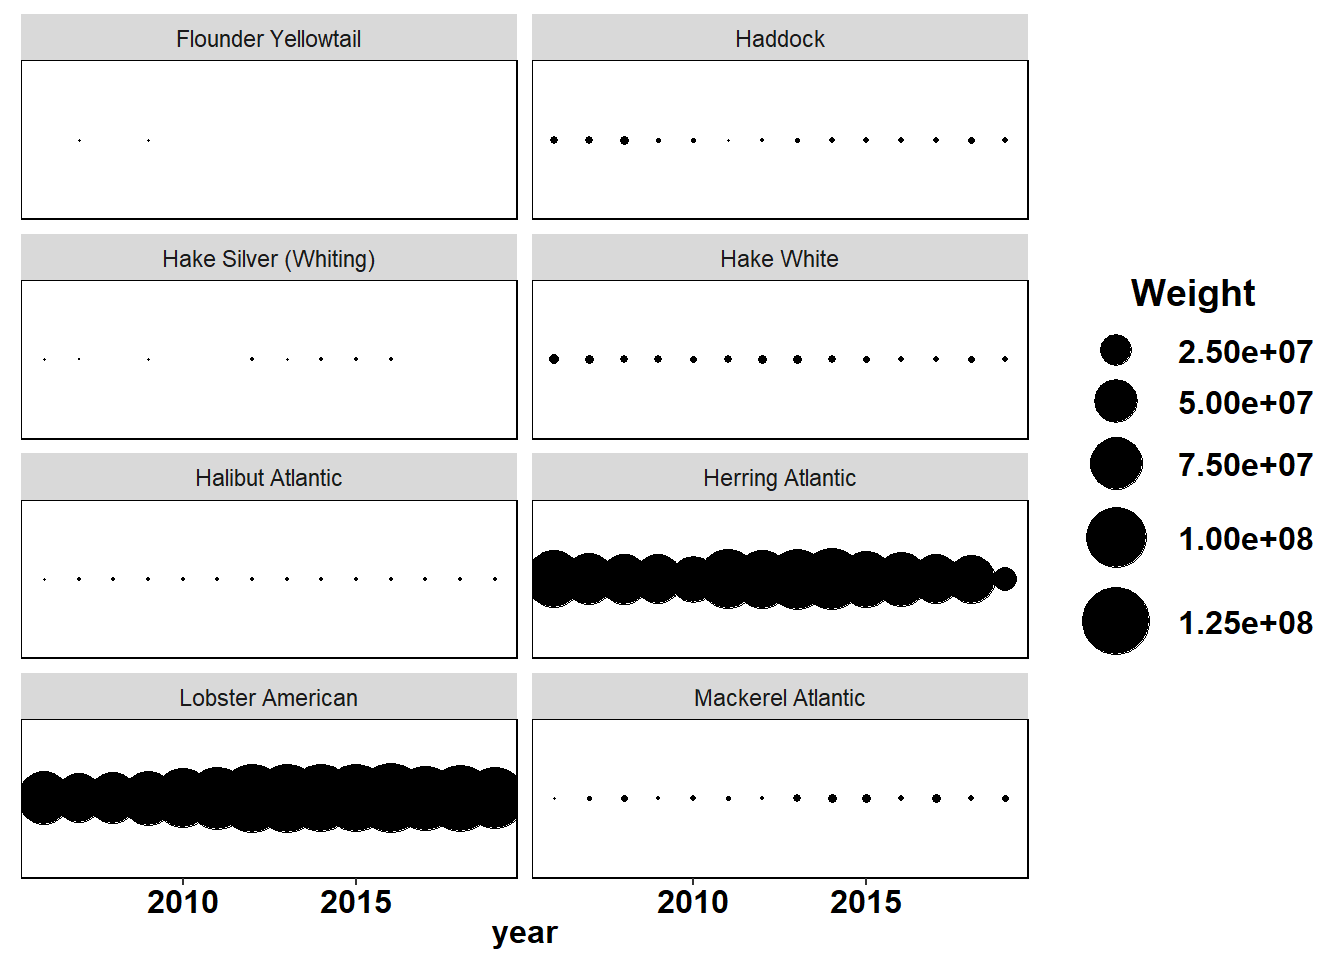 Flounder Yellowtail
Haddock
Hake Silver (Whiting)
Hake White
Halibut Atlantic
Herring Atlantic
Lobster American
Mackerel Atlantic
2010
2015
2010
2015
year
Weight
2.50e+07
5.00e+07
7.50e+07
1.00e+08
1.25e+08